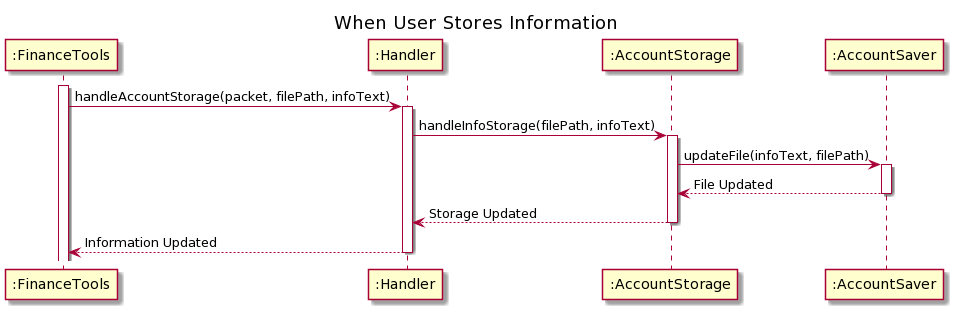 When User Stores Information
:FinanceTools
:Handler
:AccountStorage
:AccountSaver
handleAccountStorage(packet, filePath, infoText)
handleInfoStorage(filePath, infoText)
updateFile(infoText, filePath)
File Updated
Storage Updated
Information Updated
:FinanceTools
:Handler
:AccountStorage
:AccountSaver